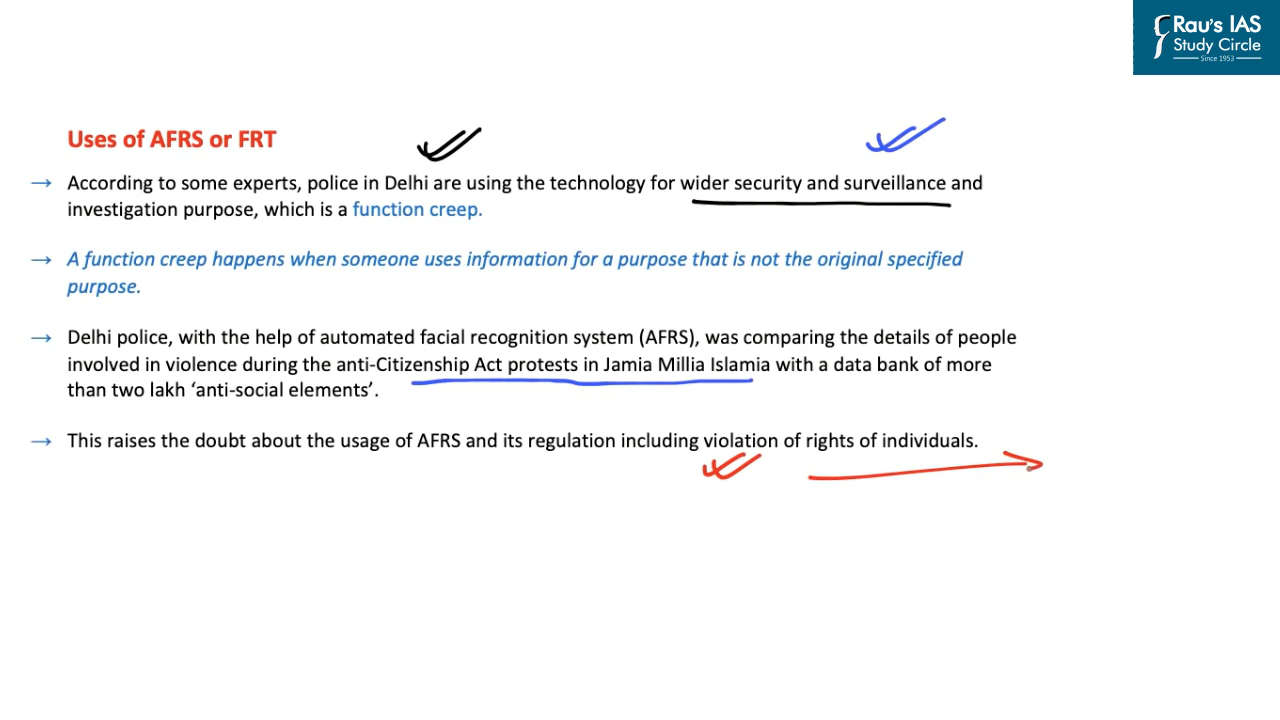 Rau's IAS
Study Circle
Since 1953
Uses of AFRS or FRT
→ According to some experts, police in Delhi are using the technology for wider security and surveillance and
investigation purpose, which is a function creep.
→ A function creep happens when someone uses information for a purpose that is not the original specified
purpose.
→ Delhi police, with the help of automated facial recognition system (AFRS), was comparing the details of people
involved in violence during the anti-Citizenship Act protests in Jamia Millia Islamia with a data bank of more
than two lakh ‘anti-social elements’.
→ This raises the doubt about the usage of AFRS and its regulation including violation of rights of individuals.